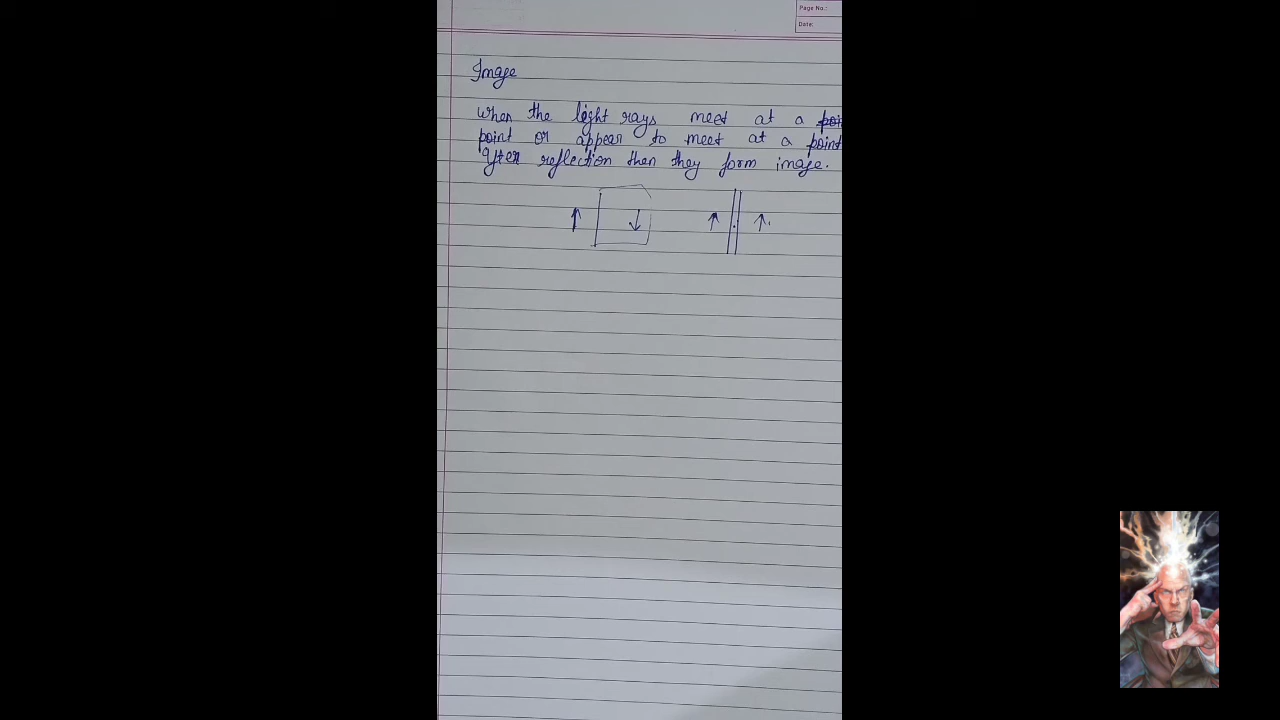 Page No.:
Date:
Image
When the light rays meet at a poi
point or appear to meet at a point
After reflection then they form image.